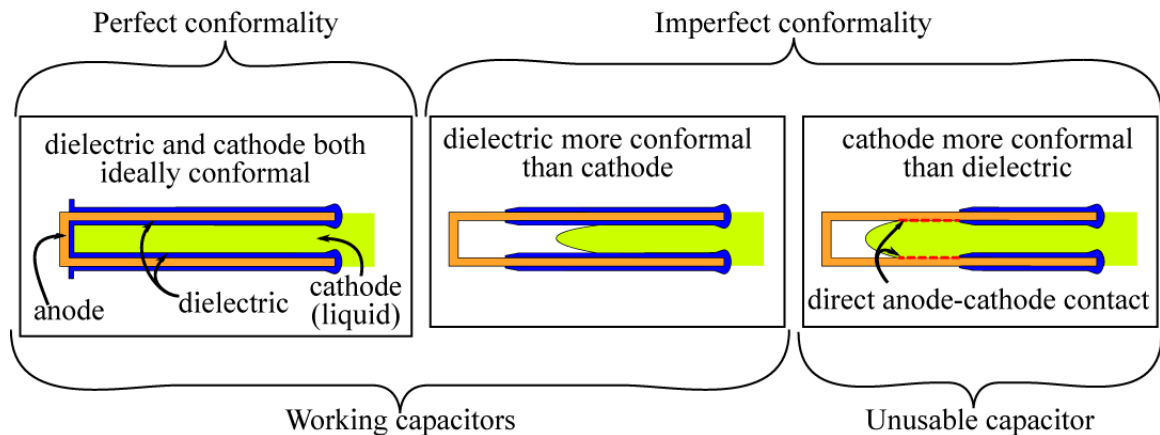 Perfect conformality
Imperfect conformality
dielectric and cathode both
ideally conformal
anode
dielectric
cathode
(liquid)
dielectric more conformal
than cathode
cathode more conformal
than dielectric
direct anode-cathode contact
Working capacitors
Unusable capacitor